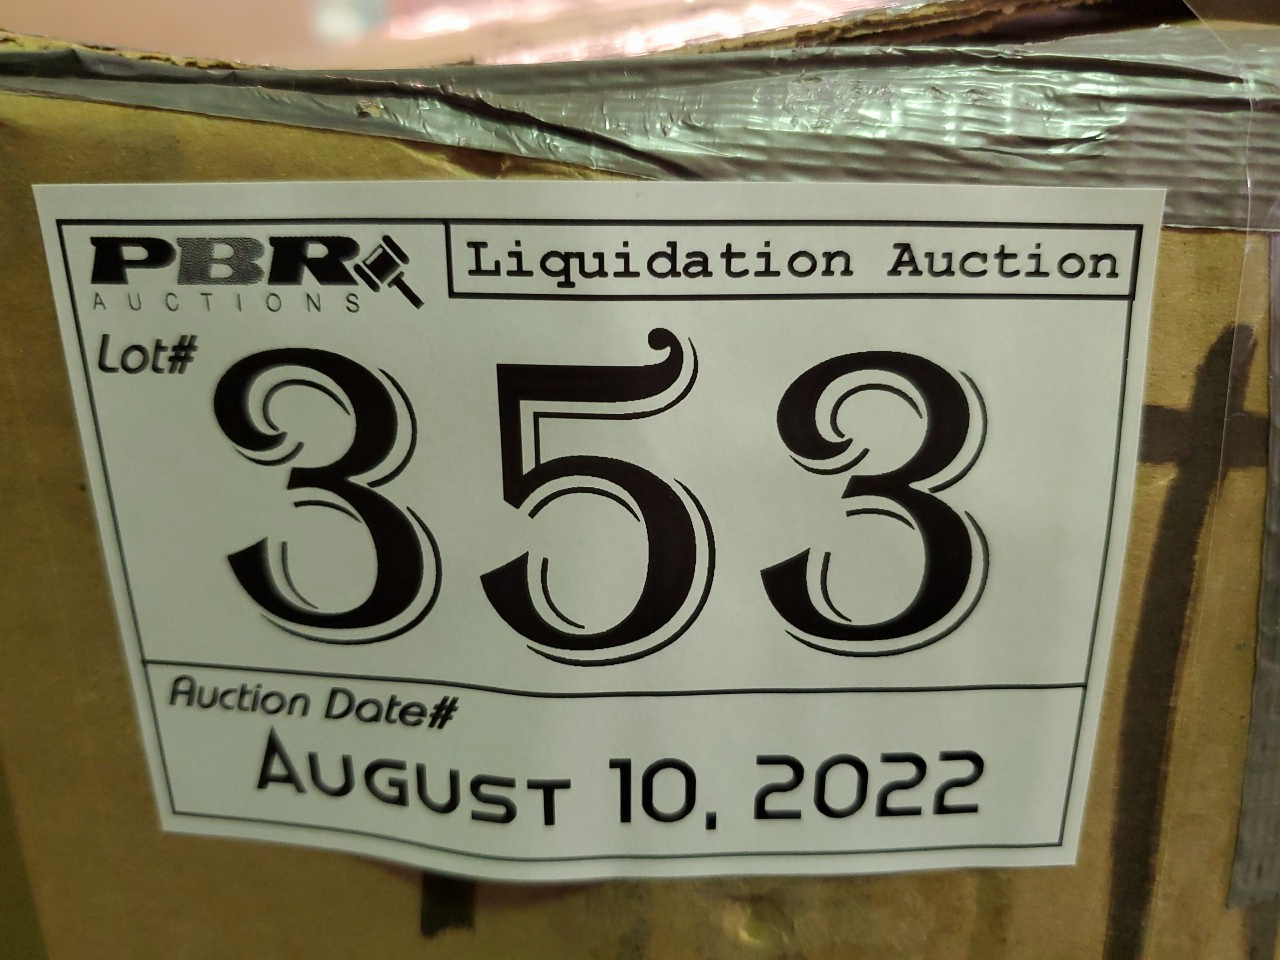 PBR
AUCTIONS
Liquidation Auction
Lot#
353
Auction Date#
AUGUST 10, 2022